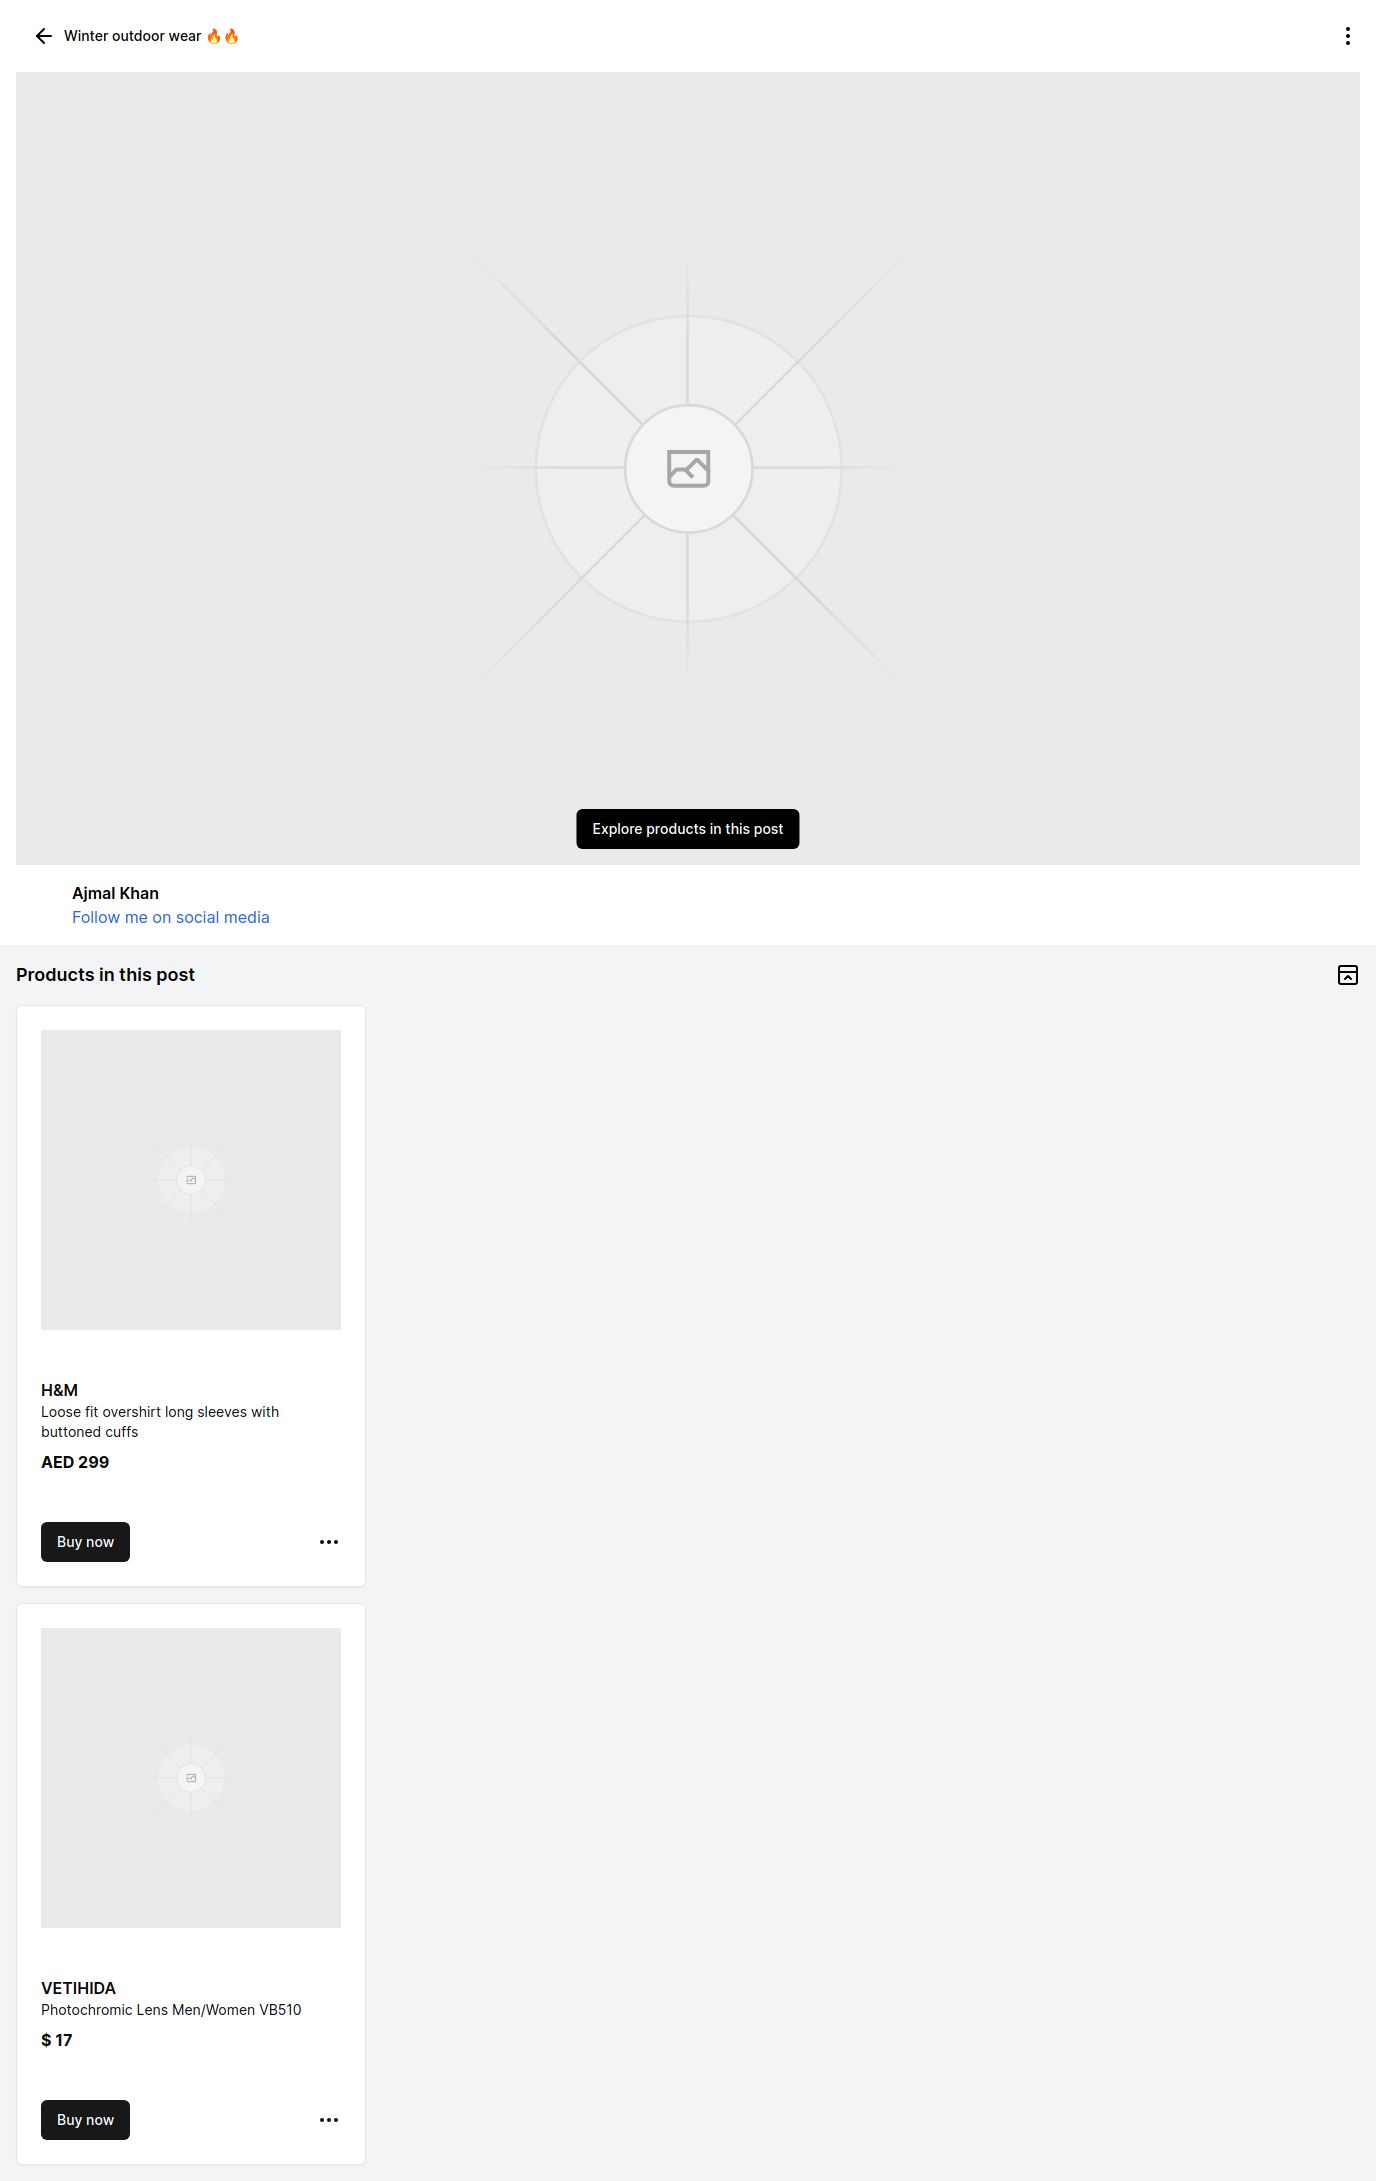 Winter outdoor wear 🔥🔥
Explore products in this post
Ajmal Khan
Follow me on social media
Products in this post
H&M
Loose fit overshirt long sleeves with
buttoned cuffs
AED 299
Buy now
VETIHIDA
Photochromic Lens Men/Women VB510
$ 17
Buy now